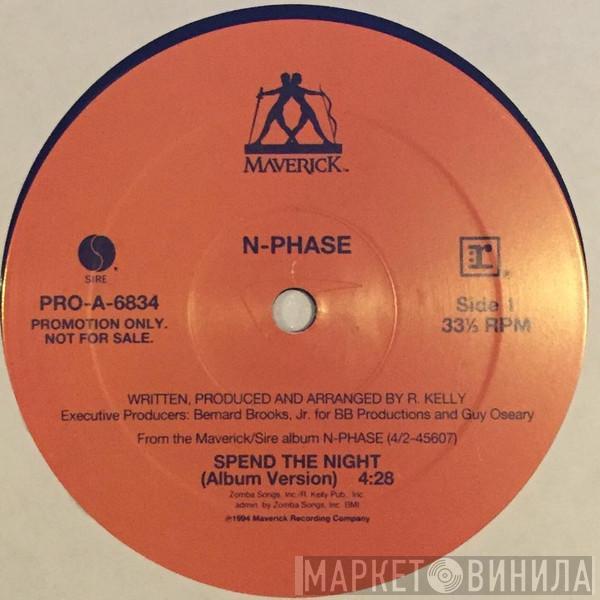 MAVERICK™
N-PHASE
SIRE
r
PRO-A-6834
PROMOTION ONLY.
NOT FOR SALE.
Side 1
33⅓ RPM
WRITTEN, PRODUCED AND ARRANGED BY R. KELLY
Executive Producers: Bernard Brooks, Jr. for BB Productions and Guy Oseary
From the Maverick/Sire album N-PHASE (4/2-45607)
SPEND THE NIGHT
(Album Version) 4:28
Zomba Songs, Inc./R. Kelly Pub., Inc.
admin. by Zomba Songs, Inc. BMI
℗1994 Maverick Recording Company
МАРКЕТ ВИНИЛА